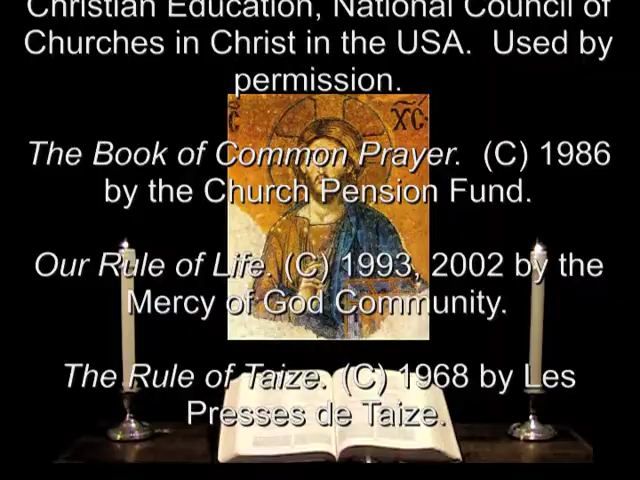 Christian Education, National Council of
Churches in Christ in the USA.  Used by
permission.
The Book of Common Prayer.  (C) 1986
by the Church Pension Fund.
Our Rule of Life. (C) 1993, 2002 by the
Mercy of God Community.
The Rule of Taize. (C) 1968 by Les
Presses de Taize.
XC